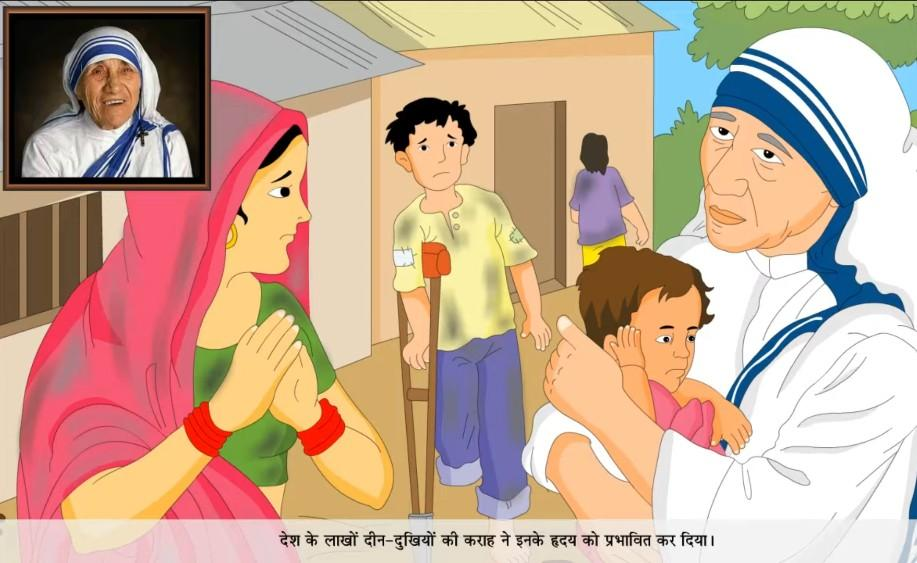 देश के लाखों दीन-दुखियों की कराह ने इनके हृदय को प्रभावित कर दिया।